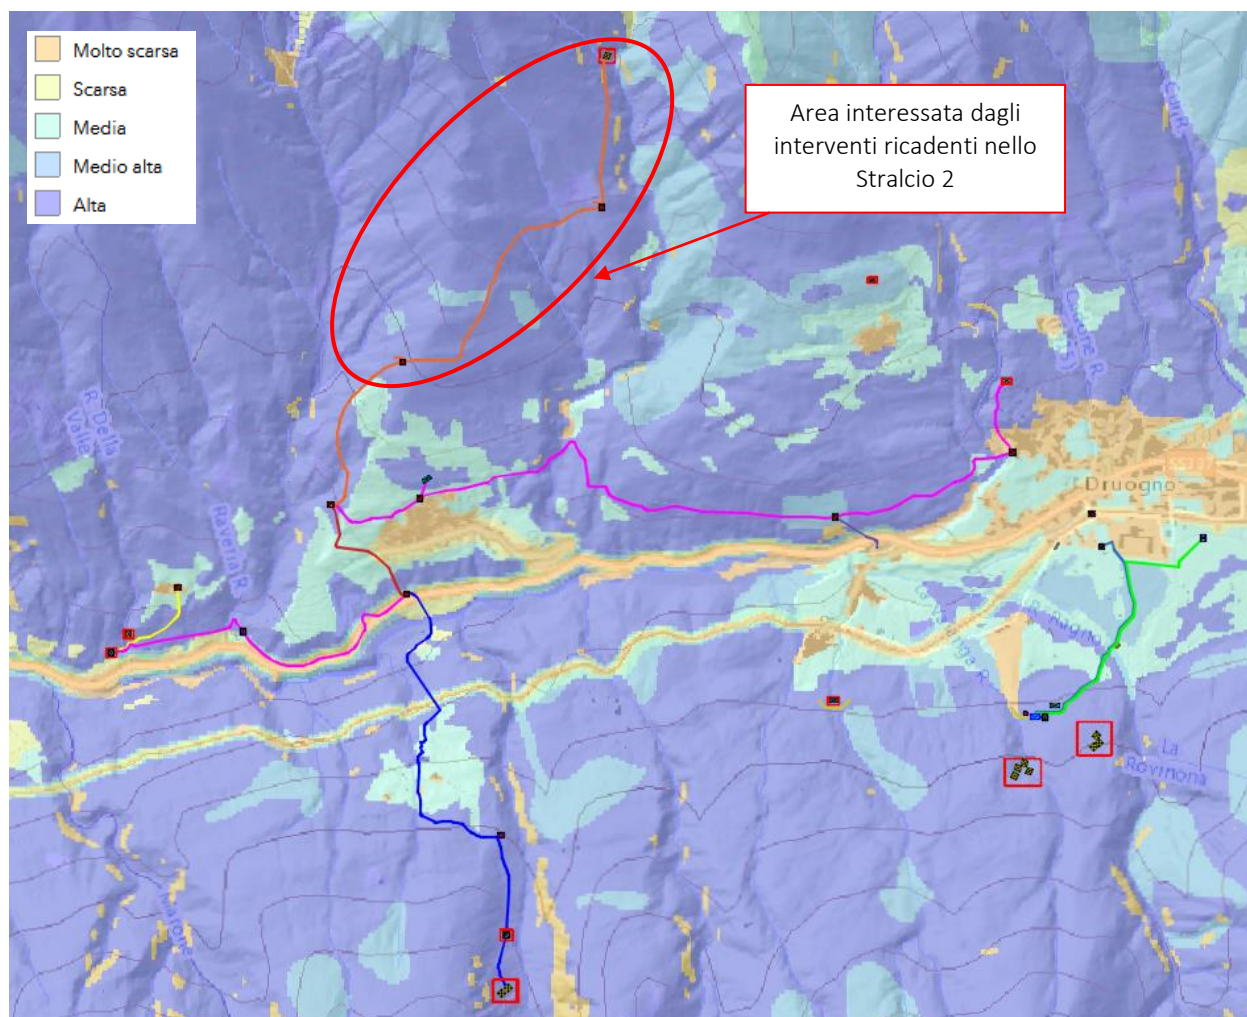 Molto scarsa
Scarsa
Media
Medio alta
Alta
Area interessata dagli
interventi ricadenti nello
Stralcio 2
R. Della
Valle
Druogno
R. Ragno
La
Rovinona